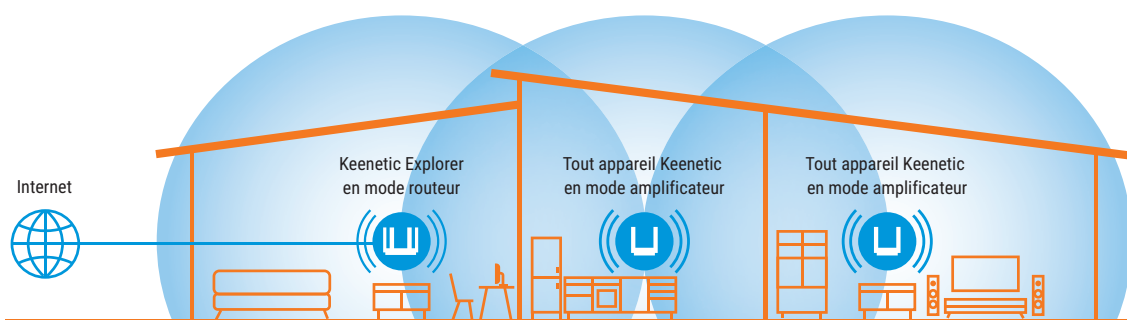 Internet
Keenetic Explorer
en mode routeur
Tout appareil Keenetic
en mode amplificateur
Tout appareil Keenetic
en mode amplificateur